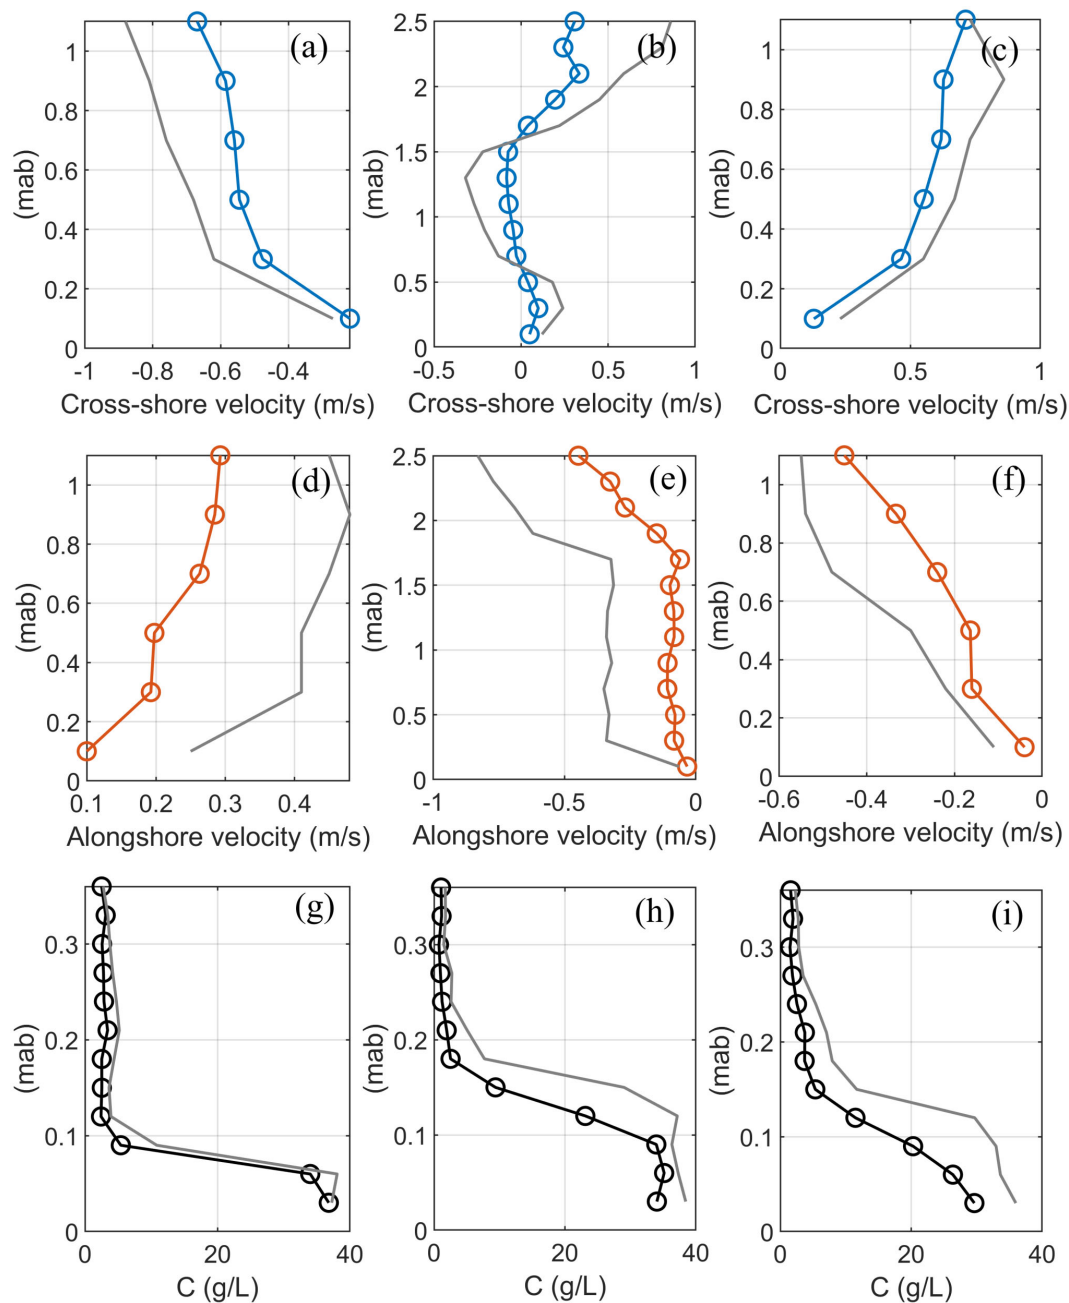 (a)
1
0.8
0.6
0.4
0.2
0
(mab)
-1 -0.8 -0.6 -0.4
Cross-shore velocity (m/s)
(b)
2.5
2
1.5
1
0.5
0
(mab)
-0.5 0 0.5 1
Cross-shore velocity (m/s)
(c)
1
0.8
0.6
0.4
0.2
0
(mab)
0 0.5 1
Cross-shore velocity (m/s)
(d)
1
0.8
0.6
0.4
0.2
0
(mab)
0.1 0.2 0.3 0.4
Alongshore velocity (m/s)
(e)
2.5
2
1.5
1
0.5
0
(mab)
-1 -0.5 0
Alongshore velocity (m/s)
(f)
1
0.8
0.6
0.4
0.2
0
(mab)
-0.6 -0.4 -0.2 0
Alongshore velocity (m/s)
(g)
0.3
0.2
0.1
0
(mab)
0 20 40
C (g/L)
(h)
0.3
0.2
0.1
0
(mab)
0 20 40
C (g/L)
(i)
0.3
0.2
0.1
0
(mab)
0 20 40
C (g/L)